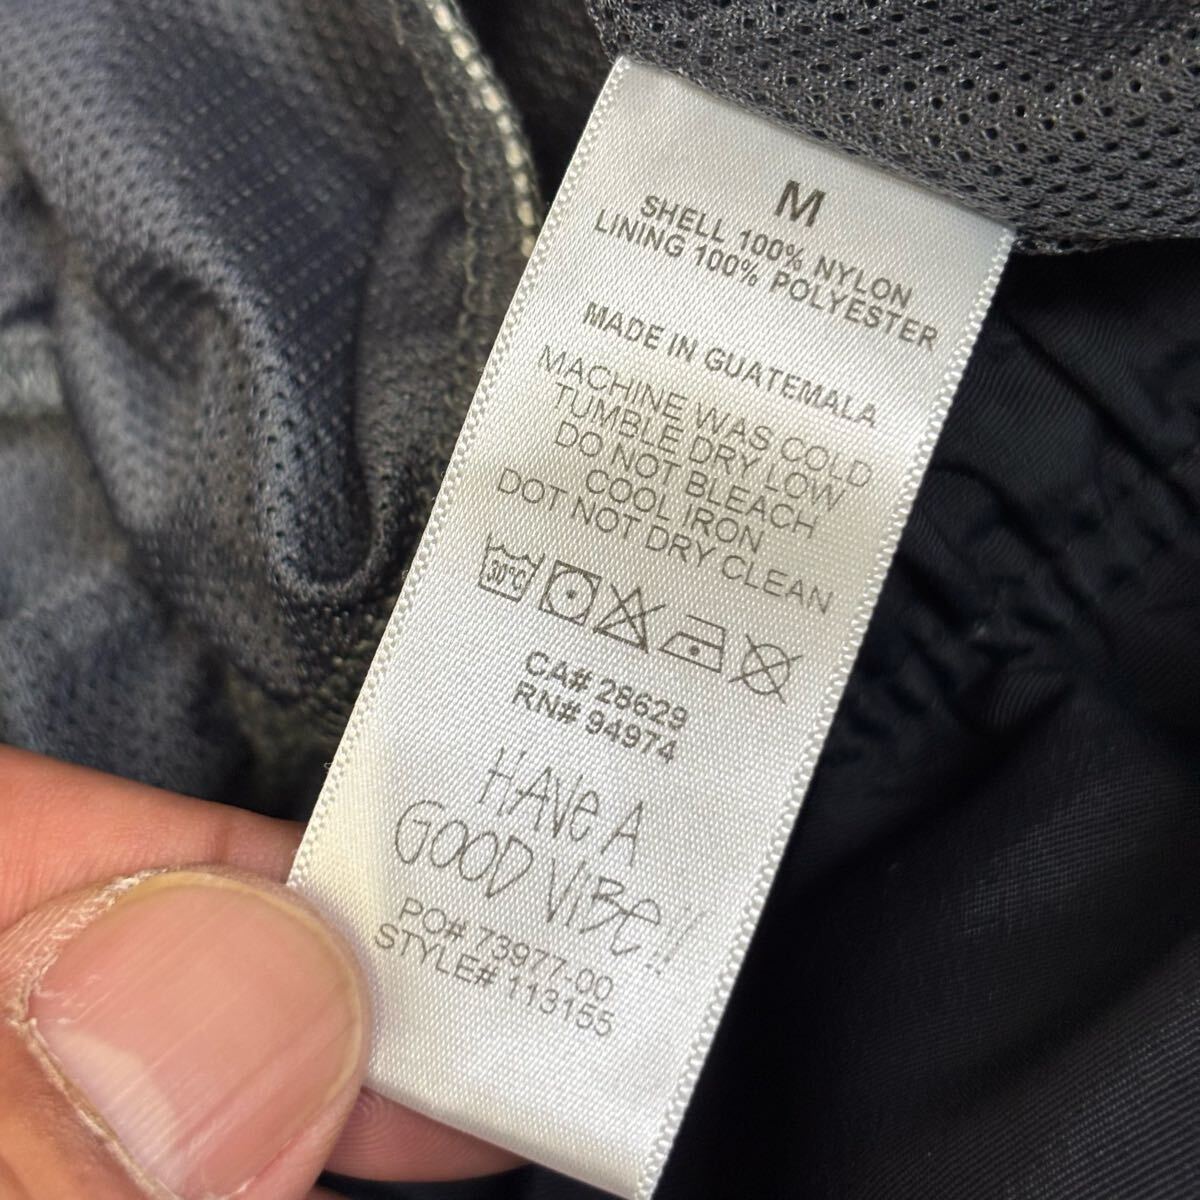 M
SHELL 100% NYLON
LINING 100% POLYESTER
MADE IN GUATEMALA
MACHINE WAS COLD
TUMBLE DRY LOW
DO NOT BLEACH
COOL IRON
DOT NOT DRY CLEAN
30°C
CA# 28629
RN# 94974
HAVe A
GOOD ViBe!!
PO# 73977-00
STYLE# 113155